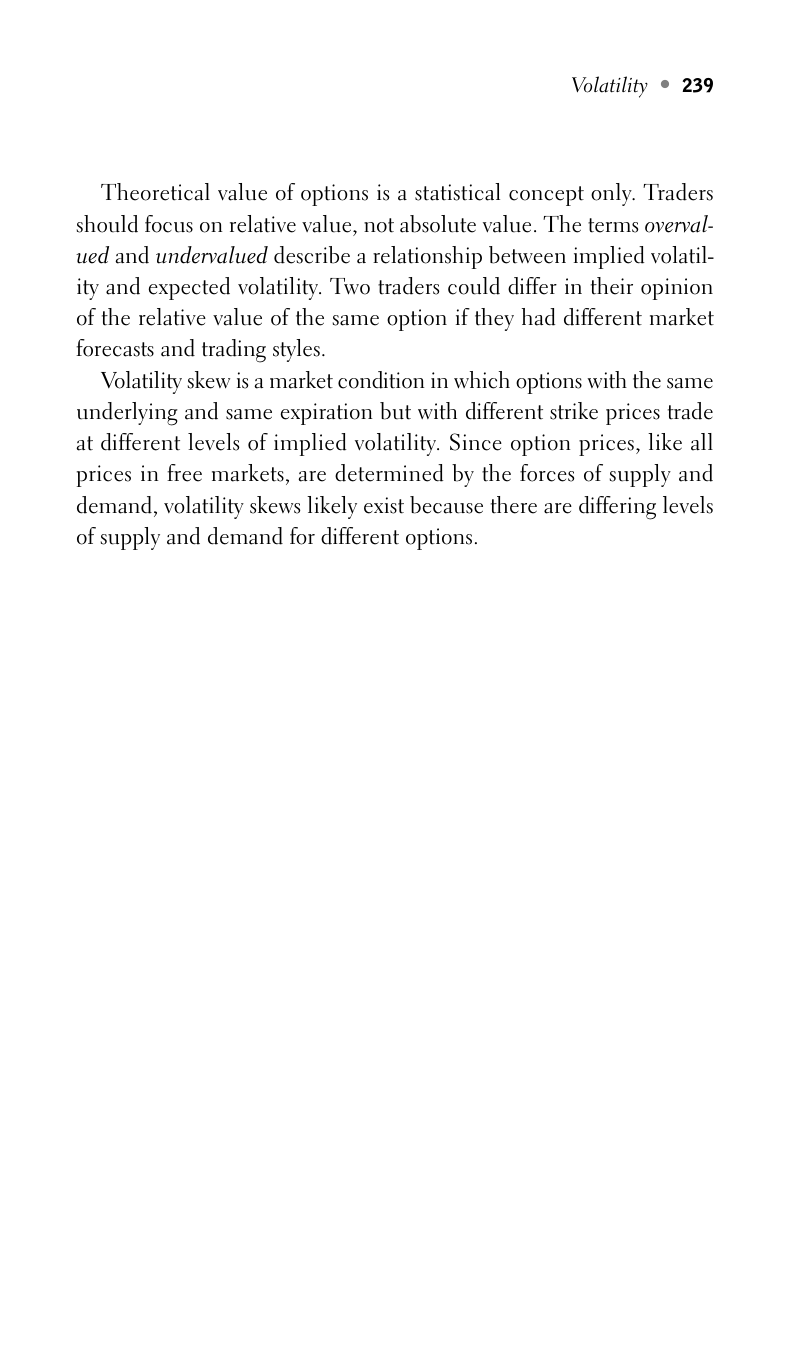 Volatility • 239
Theoretical value of options is a statistical concept only. Traders
should focus on relative value, not absolute value. The terms overval-
ued and undervalued describe a relationship between implied volatil-
ity and expected volatility. Two traders could differ in their opinion
of the relative value of the same option if they had different market
forecasts and trading styles.
Volatility skew is a market condition in which options with the same
underlying and same expiration but with different strike prices trade
at different levels of implied volatility. Since option prices, like all
prices in free markets, are determined by the forces of supply and
demand, volatility skews likely exist because there are differing levels
of supply and demand for different options.